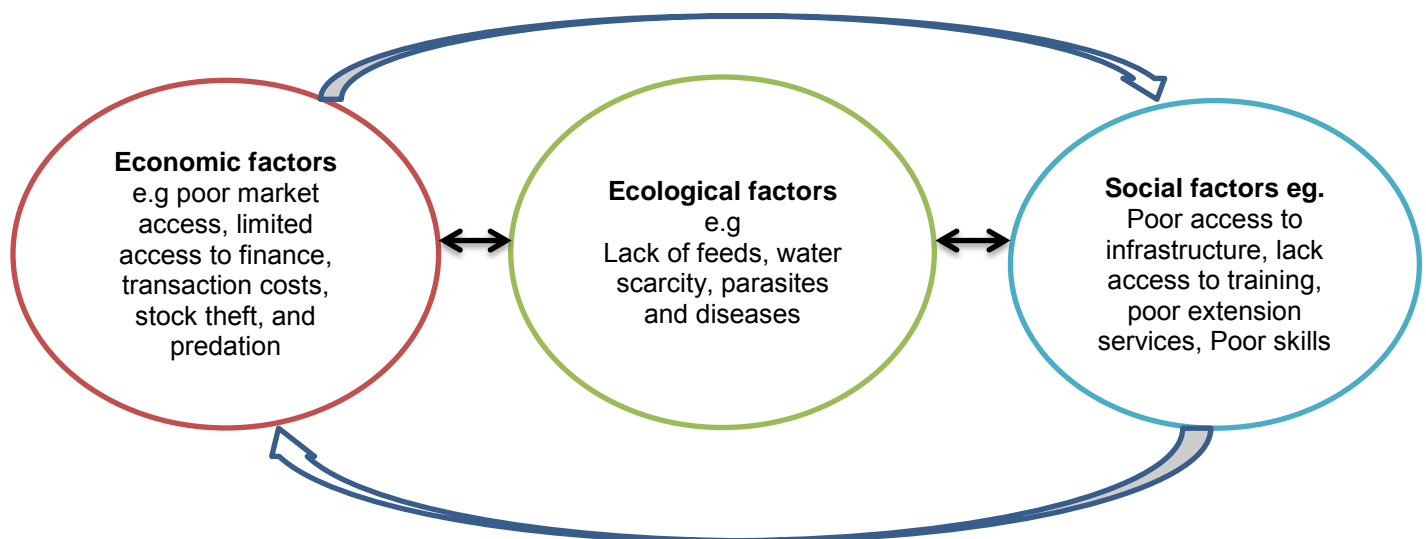 Economic factors
e.g poor market
access, limited
access to finance,
transaction costs,
stock theft, and
predation
Ecological factors
e.g
Lack of feeds, water
scarcity, parasites
and diseases
Social factors eg.
Poor access to
infrastructure, lack
access to training,
poor extension
services, Poor skills